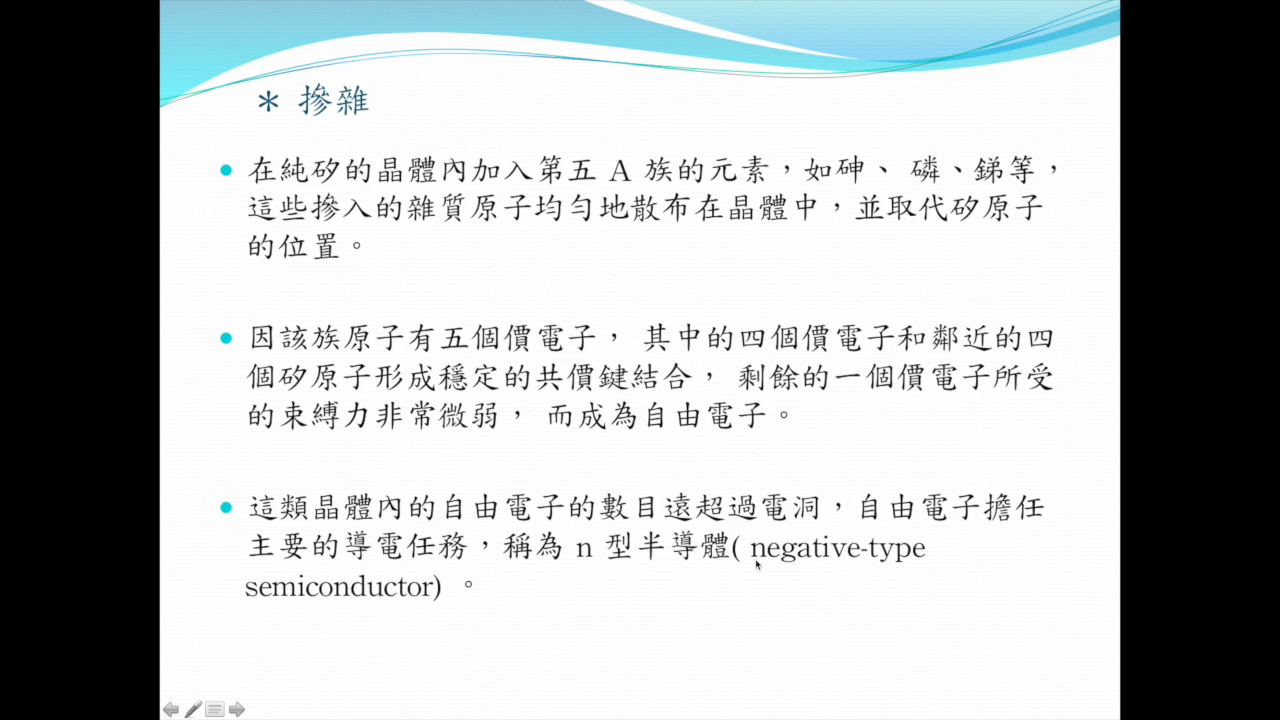 * 摻雜
在純矽的晶體內加入第五 A 族的元素，如砷、 磷、銻等，
這些摻入的雜質原子均勻地散布在晶體中，並取代矽原子
的位置。
因該族原子有五個價電子， 其中的四個價電子和鄰近的四
個矽原子形成穩定的共價鍵結合， 剩餘的一個價電子所受
的束縛力非常微弱， 而成為自由電子。
這類晶體內的自由電子的數目遠超過電洞，自由電子擔任
主要的導電任務，稱為 n 型半導體( negative-type
semiconductor) 。